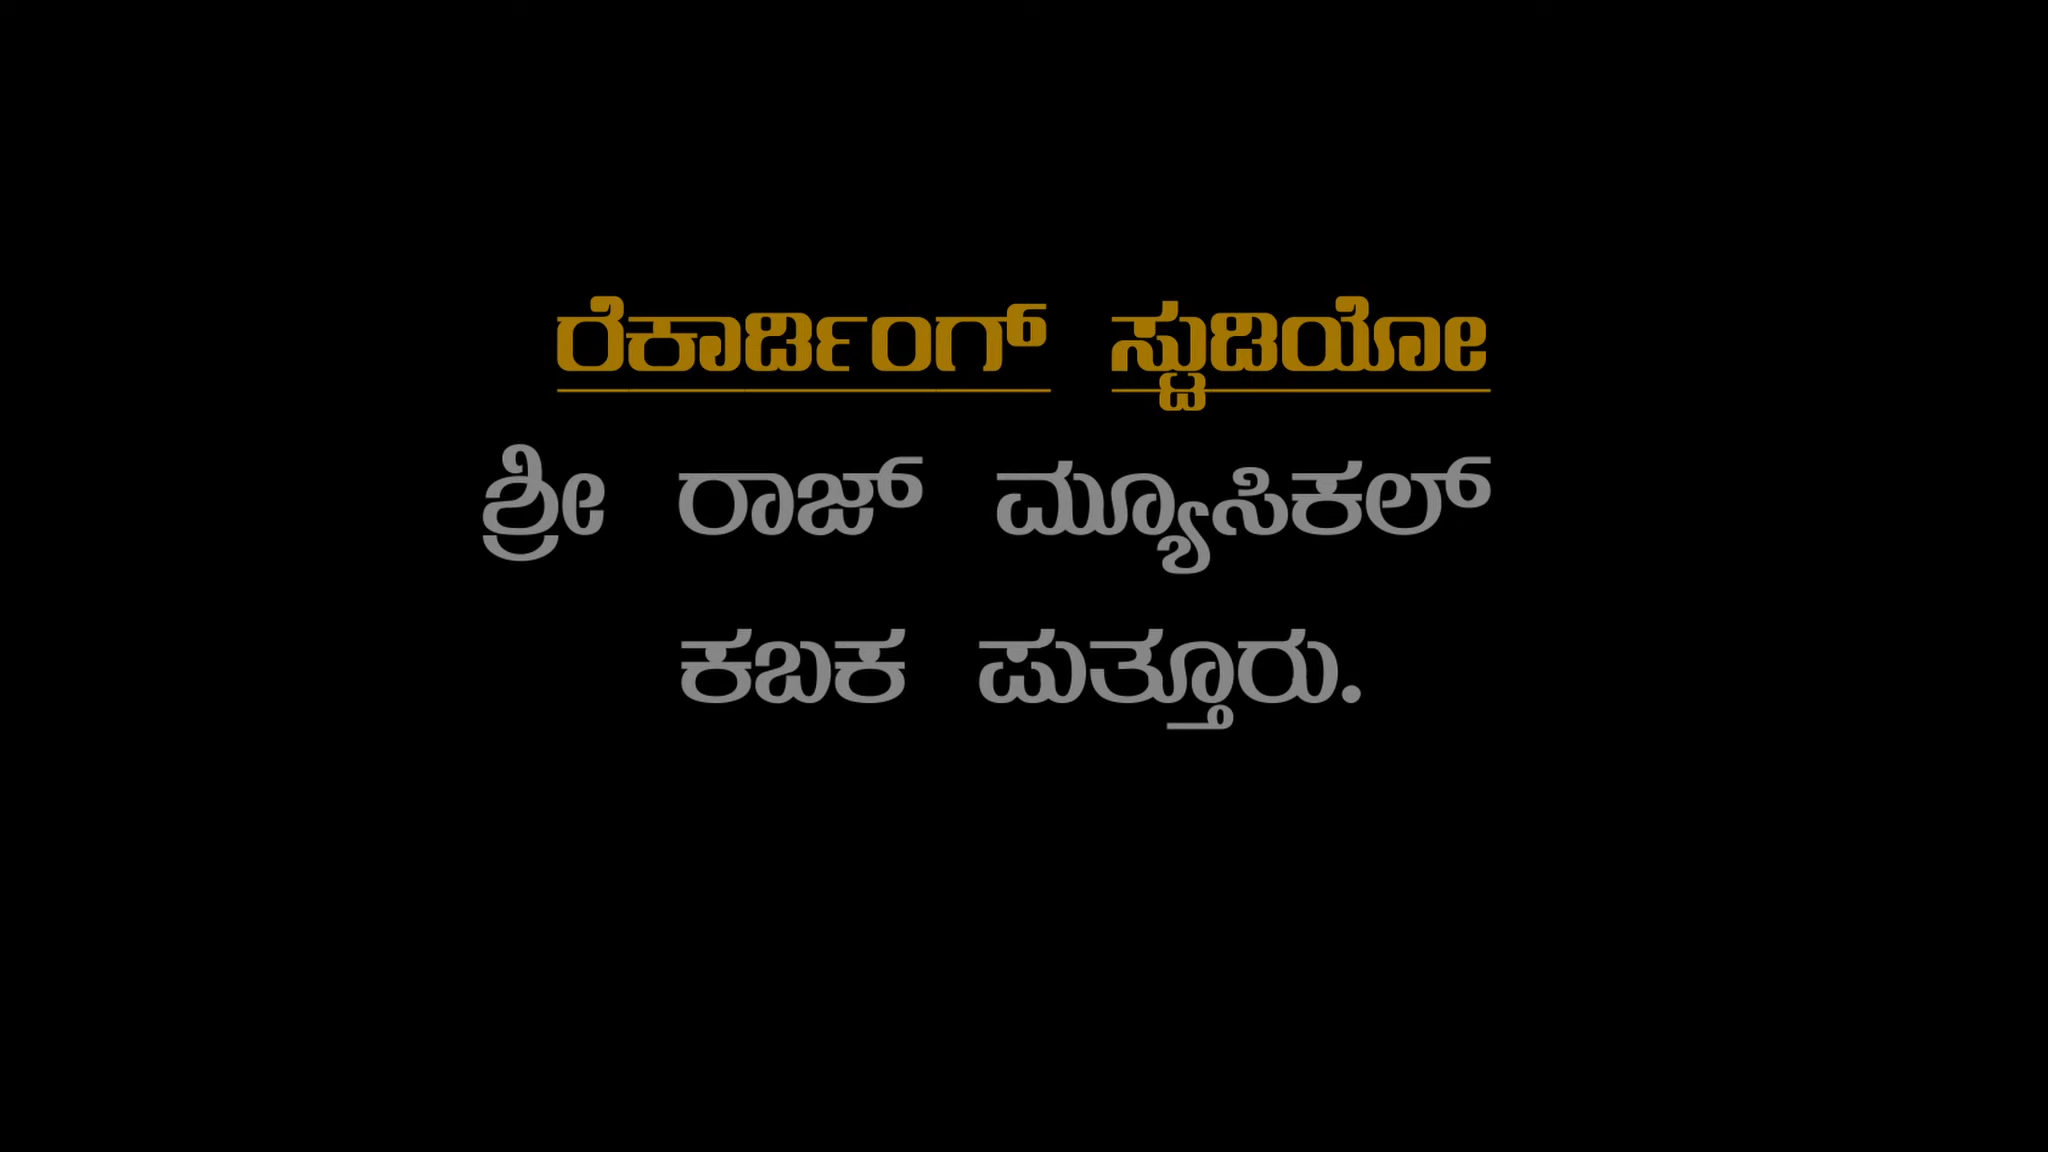 ರೆಕಾರ್ಡಿಂಗ್ ಸ್ಟುಡಿಯೋ
ಶ್ರೀ ರಾಜ್ ಮ್ಯೂಸಿಕಲ್
ಕಬಕ ಪುತ್ತೂರು.